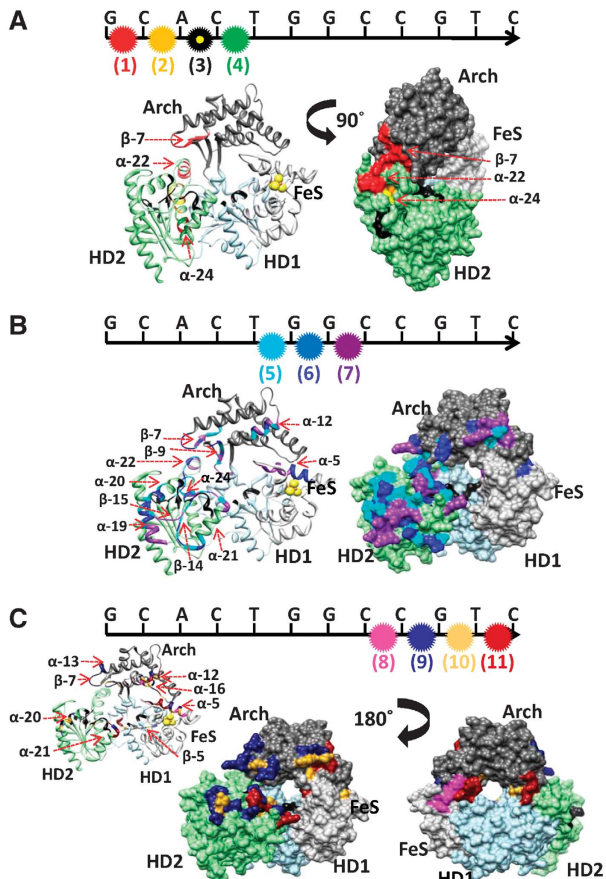 A
G C A C T G G C C G T C
(1) (2) (3) (4)
Arch
Arch
90°
FeS
β-7
β-7
α-22
α-22
α-24
FeS
HD2
α-24
HD1
HD2
B
G C A C T G G C C G T C
(5) (6) (7)
Arch
α-12
Arch
β-7
β-9
α-5
α-22
α-20
α-24
FeS
β-15
FeS
α-19
HD2
α-21
HD1
HD2
HD1
β-14
C
G C A C T G G C C G T C
(8) (9) (10) (11)
Arch
α-13
α-12
β-7
α-16
180°
α-5
Arch
Arch
α-20
FeS
α-21
β-5
HD2
HD1
FeS
FeS
HD2
HD1
HD1
HD2